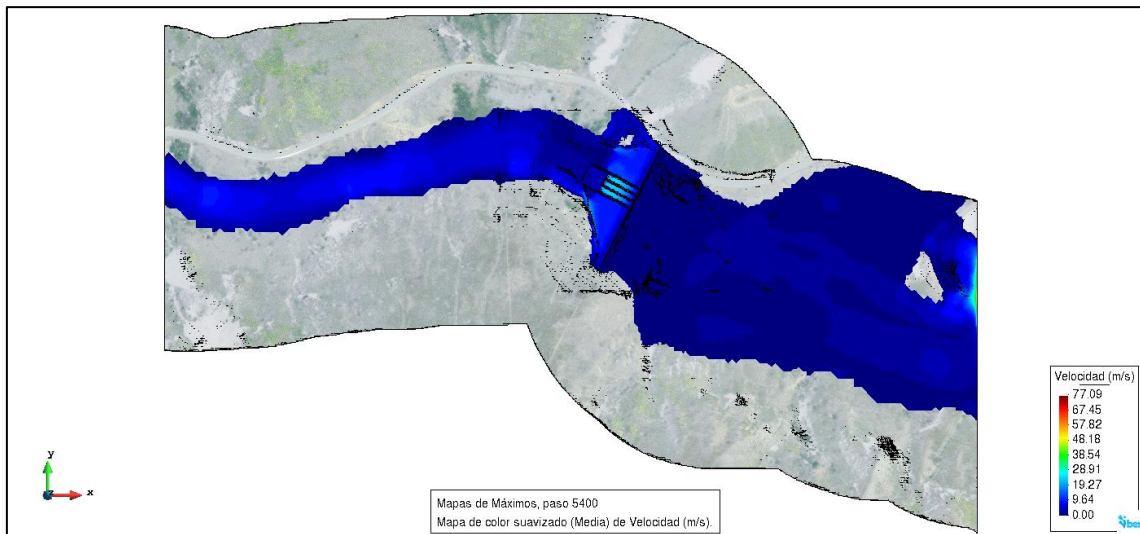 Velocidad (m/s)
77.09
67.45
57.82
48.18
38.54
28.91
19.27
9.64
0.00
y
z
x
Mapas de Máximos, paso 5400
Mapa de color suavizado (Media) de Velocidad (m/s).